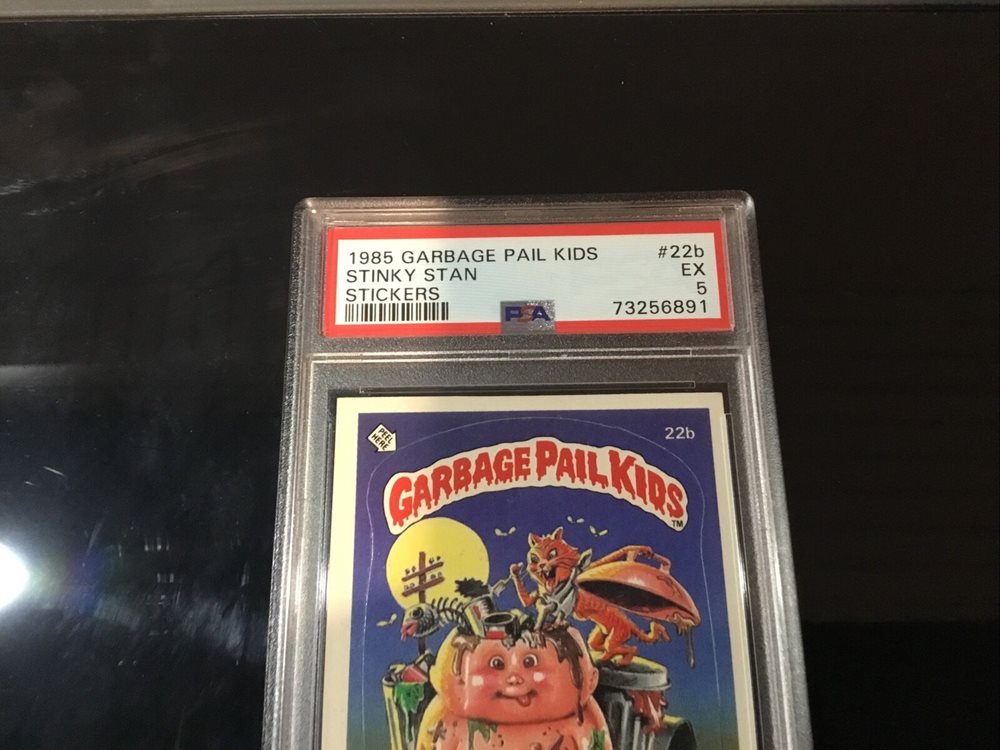 1985 GARBAGE PAIL KIDS #22b
STINKY STAN EX
STICKERS 5
PSA 73256891
PEEL
HERE
22b
GARBAGE PAIL KIDS
TM